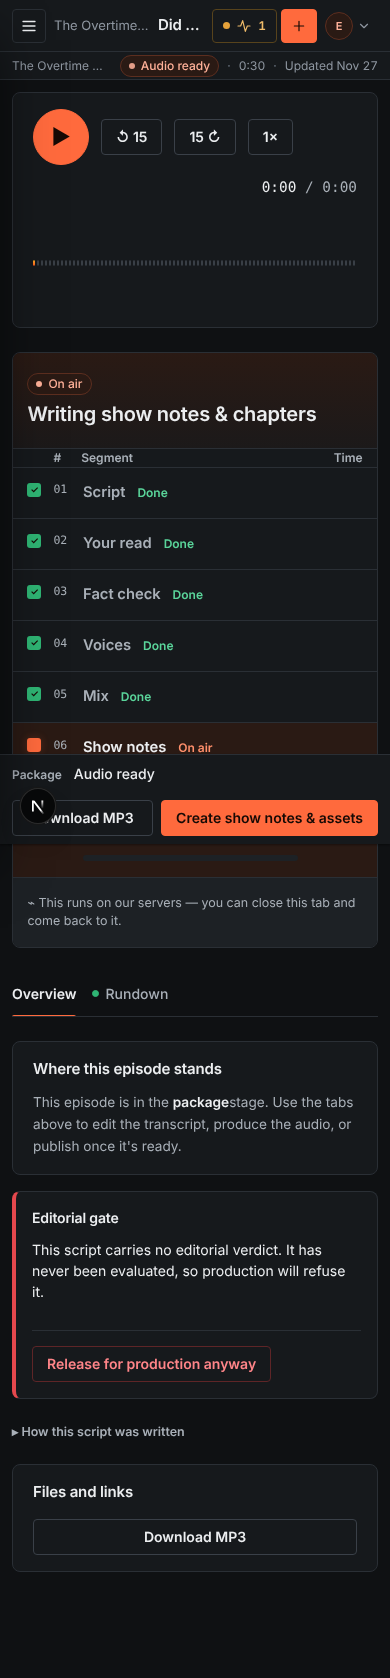 The Overtime... Did ... 1 + E
The Overtime ... Audio ready · 0:30 · Updated Nov 27
15 15 1×
0:00 / 0:00
On air
Writing show notes & chapters
# Segment Time
01 Script Done
02 Your read Done
03 Fact check Done
04 Voices Done
05 Mix Done
06 Show notes On air
Package Audio ready
N wnload MP3 Create show notes & assets
⌁ This runs on our servers — you can close this tab and
come back to it.
Overview Rundown
Where this episode stands
This episode is in the packagestage. Use the tabs
above to edit the transcript, produce the audio, or
publish once it's ready.
Editorial gate
This script carries no editorial verdict. It has
never been evaluated, so production will refuse
it.
Release for production anyway
▸ How this script was written
Files and links
Download MP3